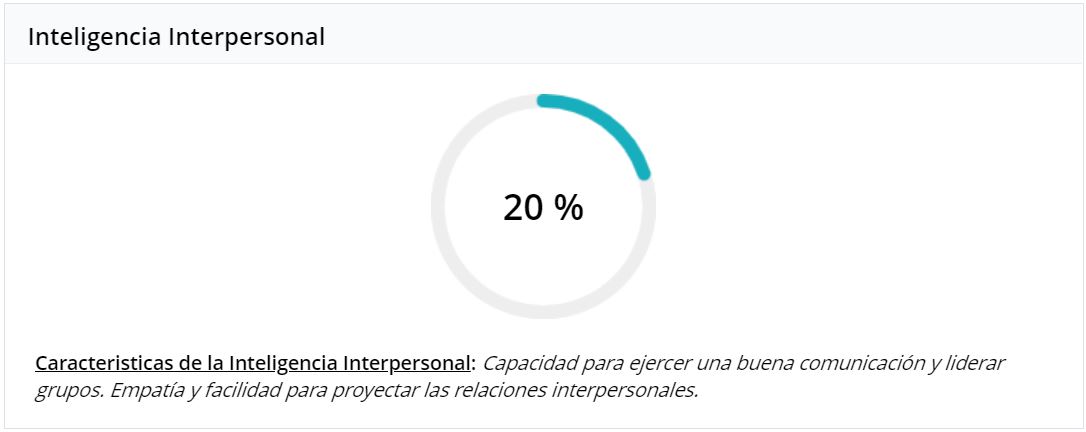 Inteligencia Interpersonal
20 %
Caracteristicas de la Inteligencia Interpersonal: Capacidad para ejercer una buena comunicación y liderar
grupos. Empatía y facilidad para proyectar las relaciones interpersonales.